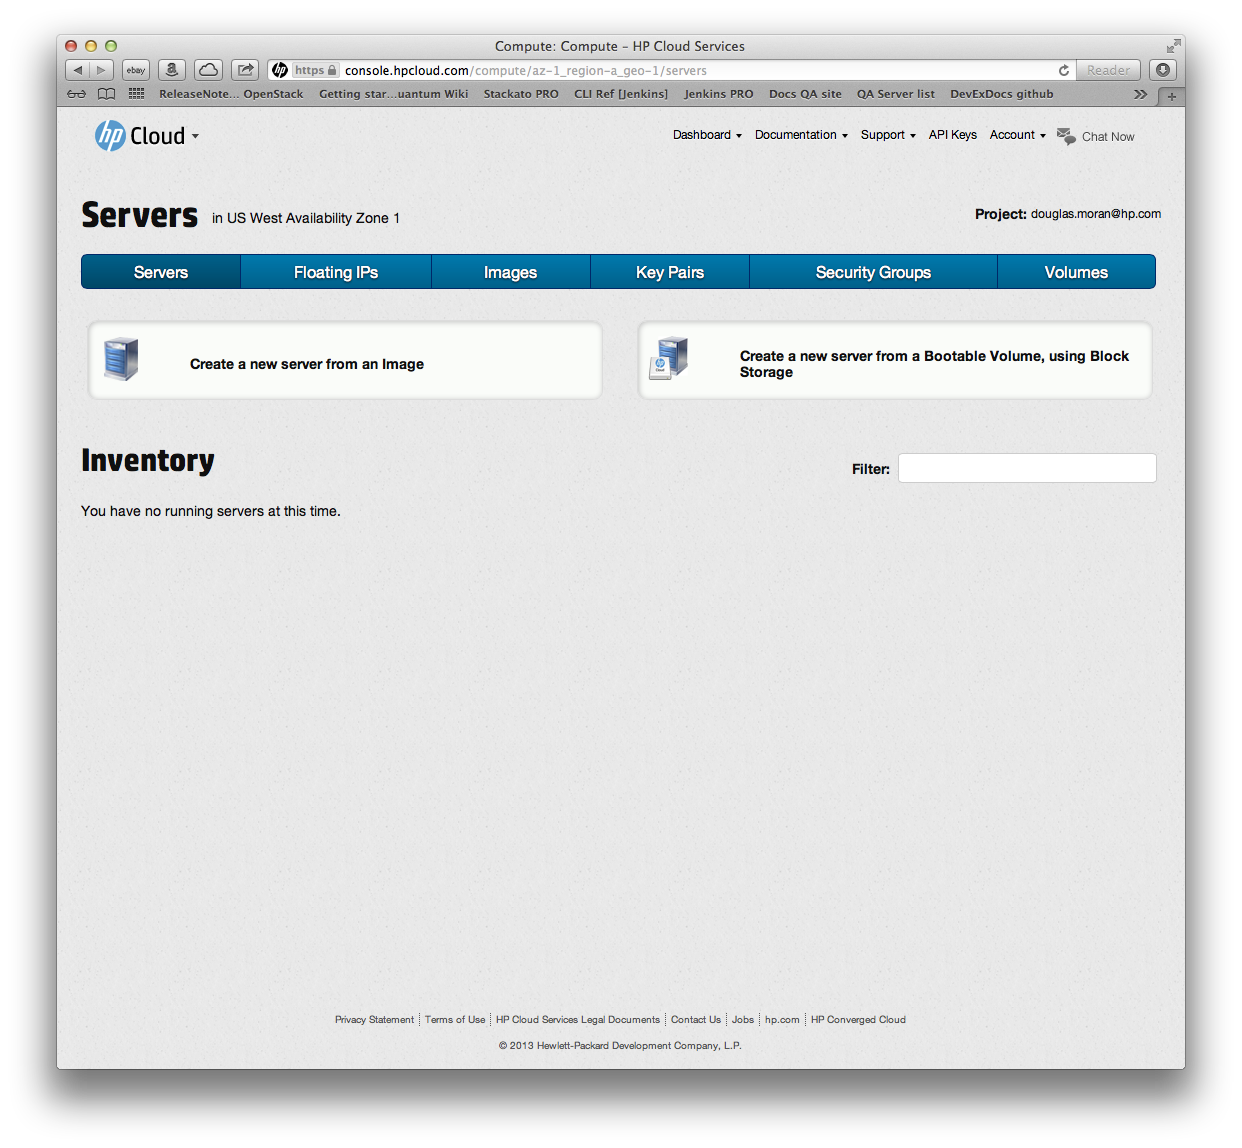 Compute: Compute – HP Cloud Services
ebay a hp https console.hpcloud.com/compute/az-1_region-a_geo-1/servers Reader
ReleaseNote... OpenStack Getting star...uantum Wiki Stackato PRO CLI Ref [Jenkins] Jenkins PRO Docs QA site QA Server list DevExDocs github
hp Cloud Dashboard Documentation Support API Keys Account Chat Now
Servers in US West Availability Zone 1 Project: douglas.moran@hp.com
Servers Floating IPs Images Key Pairs Security Groups Volumes
Create a new server from an Image
Create a new server from a Bootable Volume, using Block
Storage
hp
Cloud
Inventory Filter:
You have no running servers at this time.
Privacy Statement Terms of Use HP Cloud Services Legal Documents Contact Us Jobs hp.com HP Converged Cloud
© 2013 Hewlett-Packard Development Company, L.P.